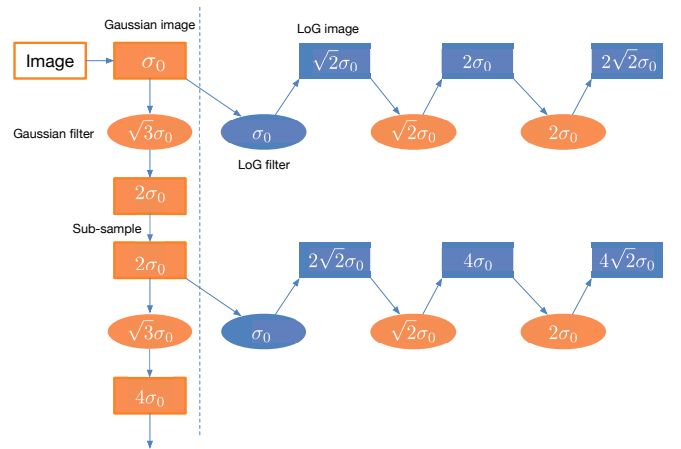 Gaussian image
LoG image
Image
σ₀
√2σ₀
2σ₀
2√2σ₀
Gaussian filter
√3σ₀
σ₀
√2σ₀
2σ₀
LoG filter
2σ₀
Sub-sample
2σ₀
2√2σ₀
4σ₀
4√2σ₀
√3σ₀
σ₀
√2σ₀
2σ₀
4σ₀